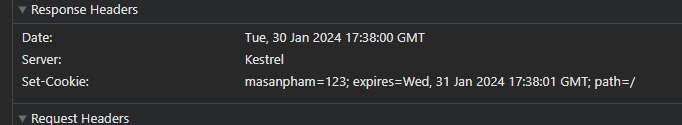 Response Headers
Date: Tue, 30 Jan 2024 17:38:00 GMT
Server: Kestrel
Set-Cookie: masanpham=123; expires=Wed, 31 Jan 2024 17:38:01 GMT; path=/
Request Headers